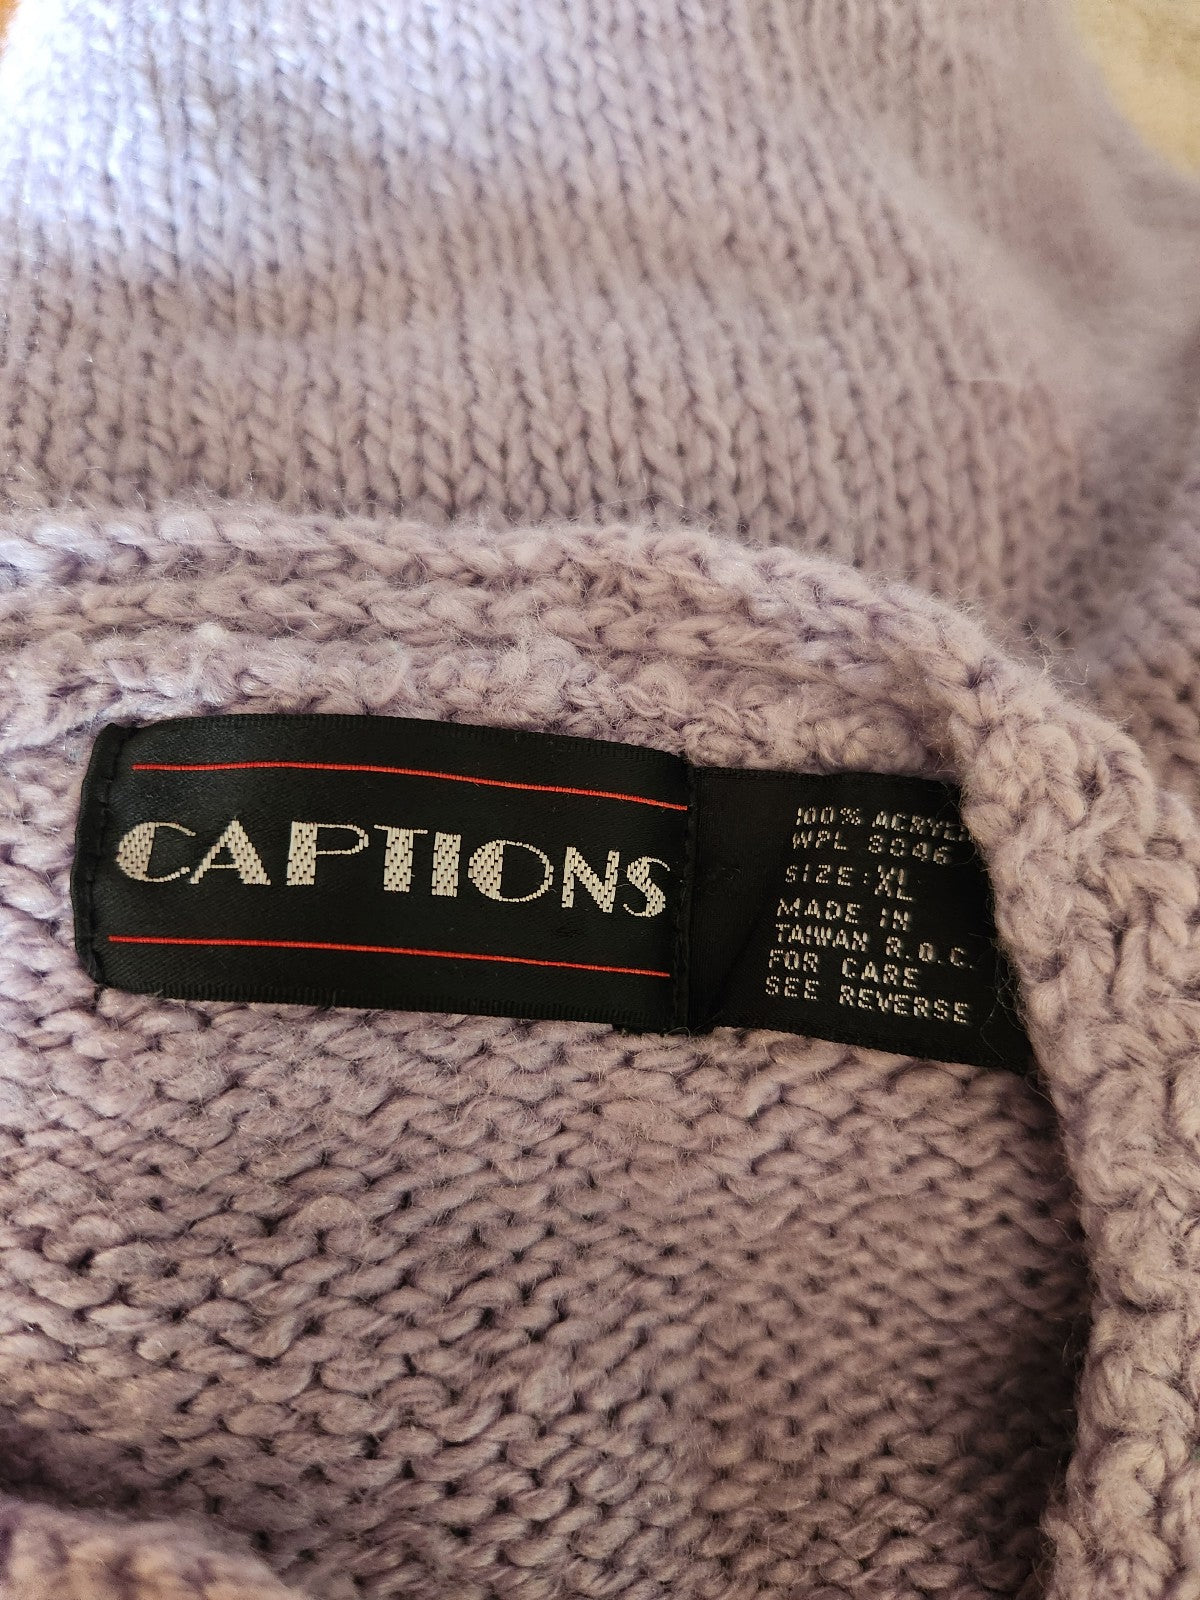 CAPTIONS
100% ACRYLIC
WPL 8046
SIZE: XL
MADE IN
TAIWAN R.O.C.
FOR CARE
SEE REVERSE